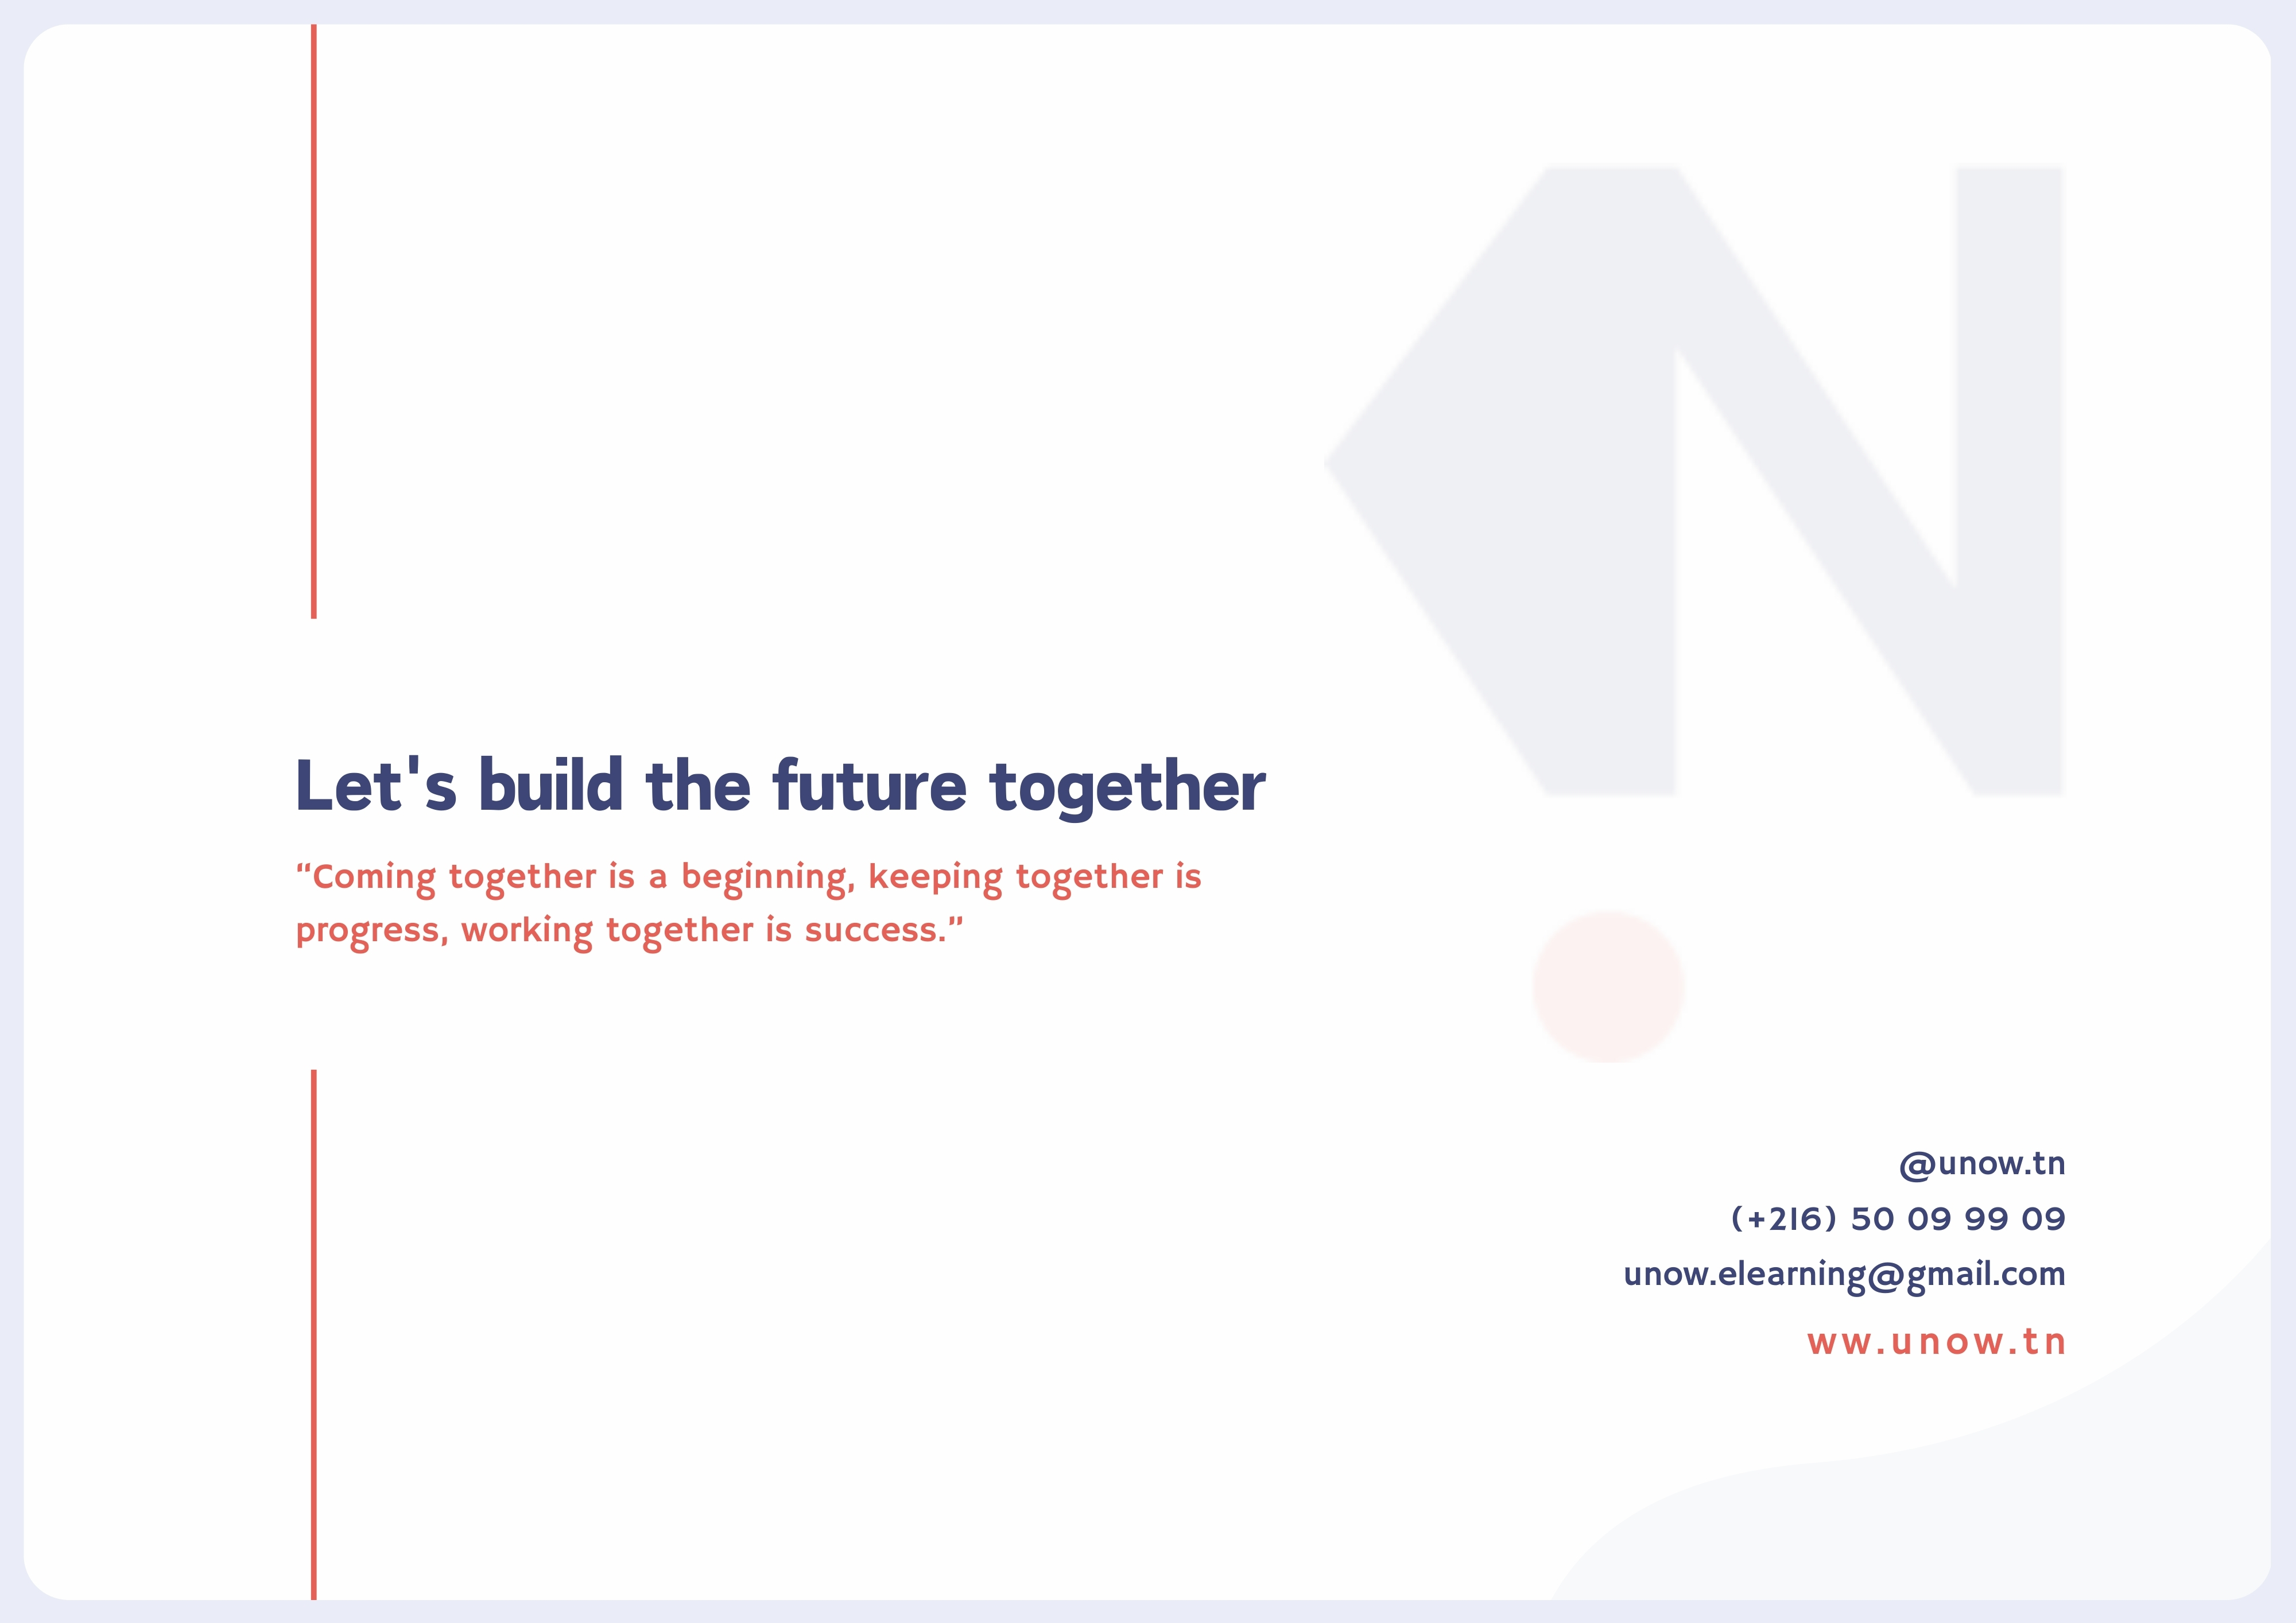 Let's build the future together
"Coming together is a beginning, keeping together is
progress, working together is success."
@unow.tn
(+216) 50 09 99 09
unow.elearning@gmail.com
ww.unow.tn